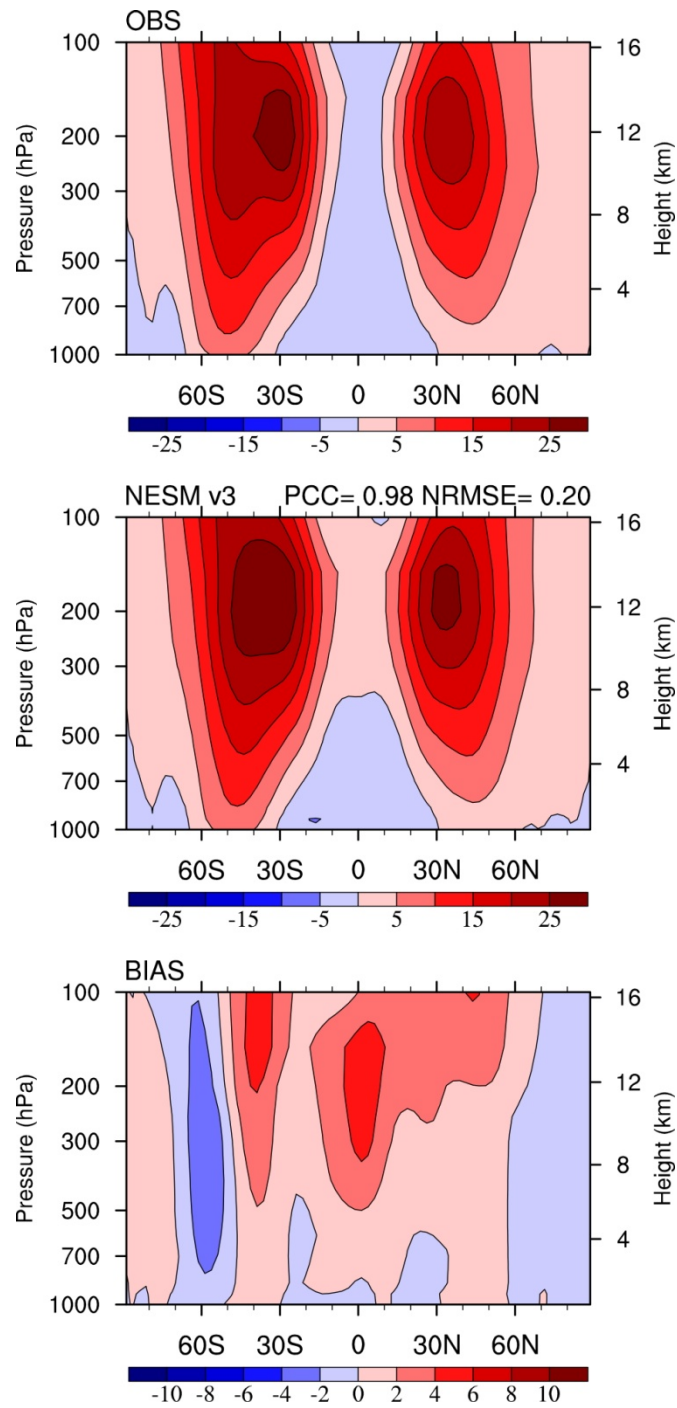 OBS
100
200
300
500
700
1000
Pressure (hPa)
16
12
8
4
Height (km)
60S 30S 0 30N 60N
-25 -15 -5 5 15 25
NESM v3 PCC= 0.98 NRMSE= 0.20
100
200
300
500
700
1000
Pressure (hPa)
16
12
8
4
Height (km)
60S 30S 0 30N 60N
-25 -15 -5 5 15 25
BIAS
100
200
300
500
700
1000
Pressure (hPa)
16
12
8
4
Height (km)
60S 30S 0 30N 60N
-10 -8 -6 -4 -2 0 2 4 6 8 10